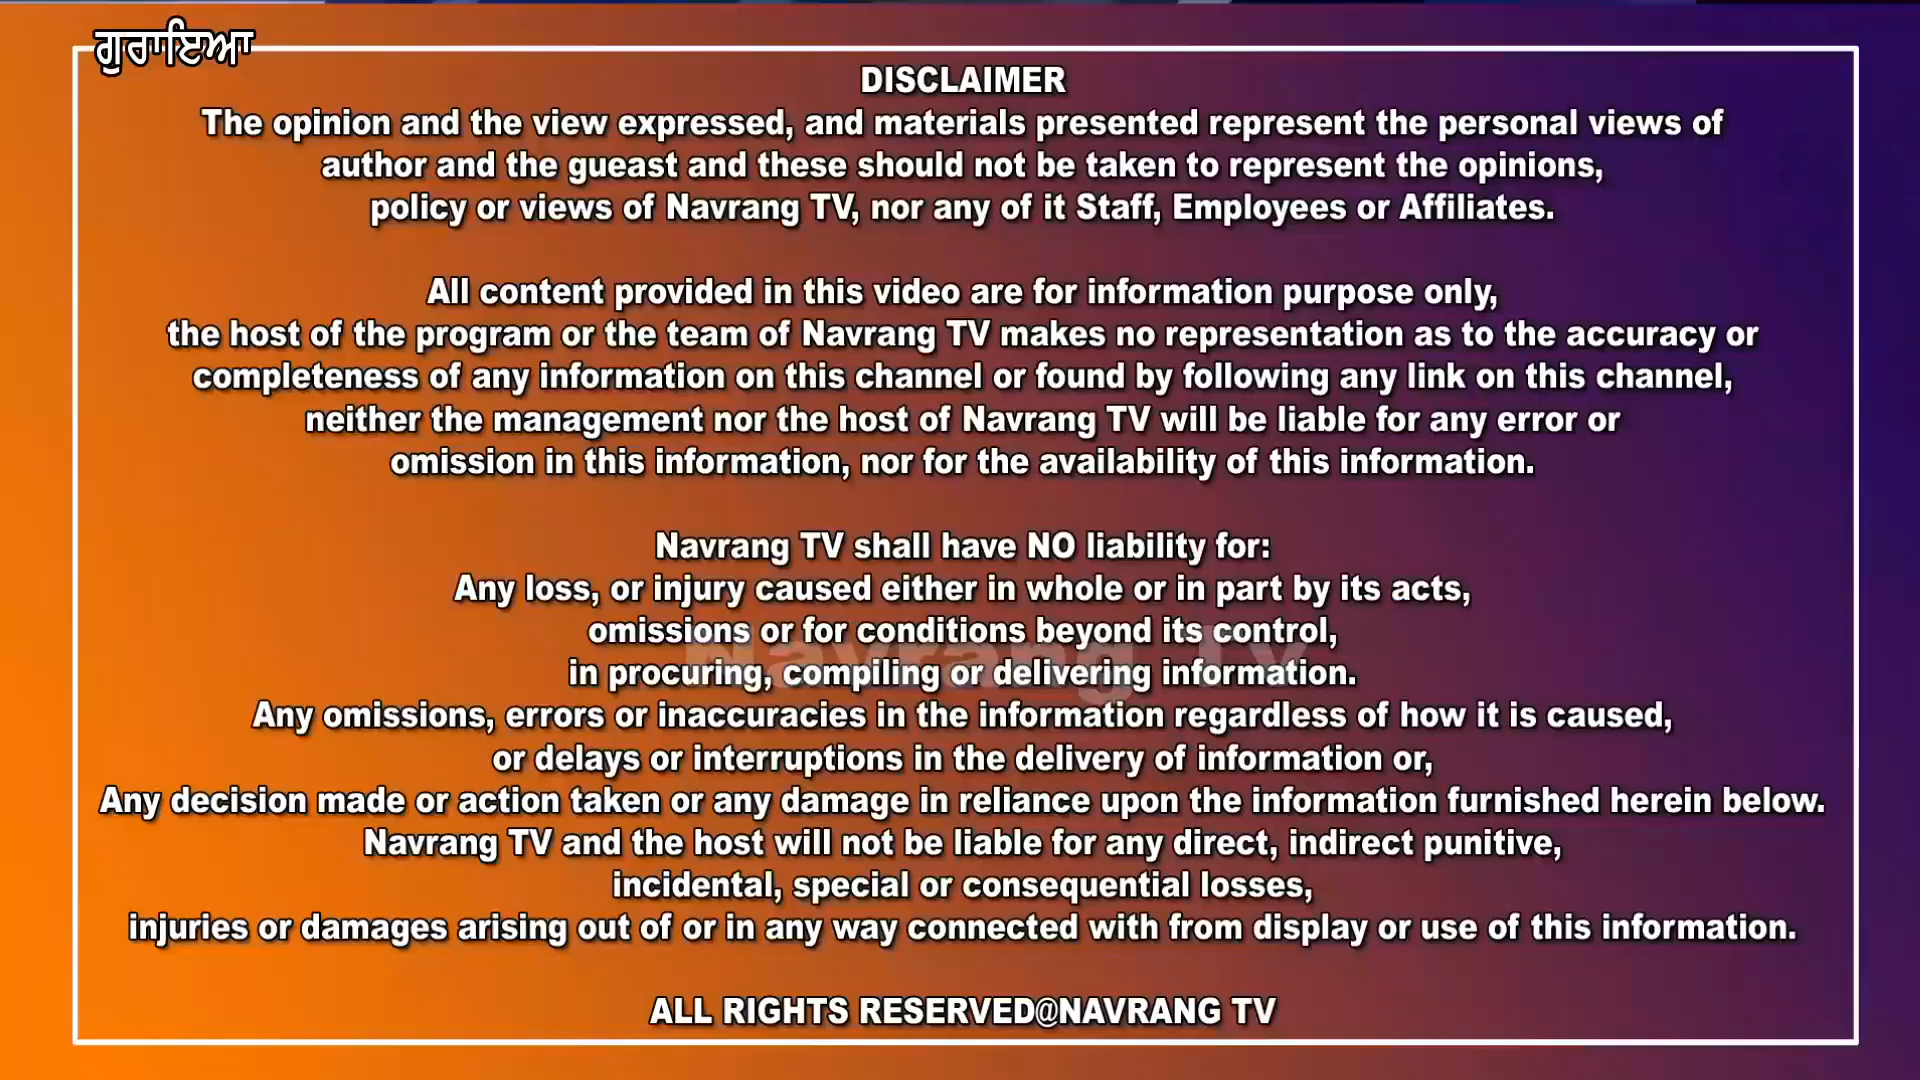 ਗੁਰਾਇਆ
DISCLAIMER
The opinion and the view expressed, and materials presented represent the personal views of
author and the gueast and these should not be taken to represent the opinions,
policy or views of Navrang TV, nor any of it Staff, Employees or Affiliates.
All content provided in this video are for information purpose only,
the host of the program or the team of Navrang TV makes no representation as to the accuracy or
completeness of any information on this channel or found by following any link on this channel,
neither the management nor the host of Navrang TV will be liable for any error or
omission in this information, nor for the availability of this information.
Navrang TV shall have NO liability for:
Any loss, or injury caused either in whole or in part by its acts,
omissions or for conditions beyond its control,
Navrang TV
in procuring, compiling or delivering information.
Any omissions, errors or inaccuracies in the information regardless of how it is caused,
or delays or interruptions in the delivery of information or,
Any decision made or action taken or any damage in reliance upon the information furnished herein below.
Navrang TV and the host will not be liable for any direct, indirect punitive,
incidental, special or consequential losses,
injuries or damages arising out of or in any way connected with from display or use of this information.
ALL RIGHTS RESERVED@NAVRANG TV